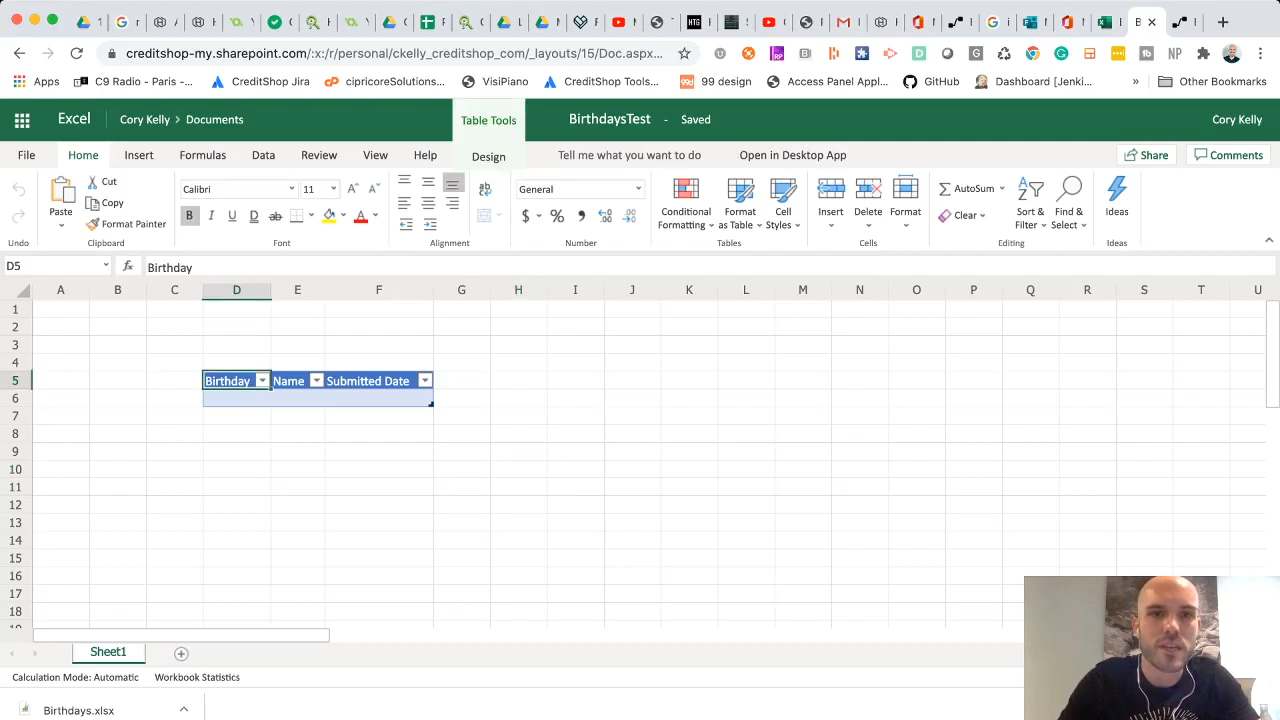 creditshop-my.sharepoint.com/:x:/r/personal/ckelly_creditshop_com/_layouts/15/Doc.aspx...
Apps
C9 Radio - Paris -...
CreditShop Jira
cipricoreSolutions...
VisiPiano
CreditShop Tools...
99 design
Access Panel Appl...
GitHub
Dashboard [Jenki...
»
Other Bookmarks
Excel
Cory Kelly > Documents
Table Tools
BirthdaysTest - Saved
Cory Kelly
File
Home
Insert
Formulas
Data
Review
View
Help
Design
Tell me what you want to do
Open in Desktop App
Share
Comments
Paste
Cut
Copy
Format Painter
Calibri
11
B I U D ab
General
$ % ,
Conditional Formatting
Format as Table
Cell Styles
Insert
Delete
Format
AutoSum
Clear
Sort & Filter
Find & Select
Ideas
Undo
Clipboard
Font
Alignment
Number
Tables
Cells
Editing
Ideas
D5
fx
Birthday
A B C D E F G H I J K L M N O P Q R S T U
1
2
3
4
5 Birthday Name Submitted Date
6
7
8
9
10
11
12
13
14
15
16
17
18
Sheet1
Calculation Mode: Automatic
Workbook Statistics
Birthdays.xlsx